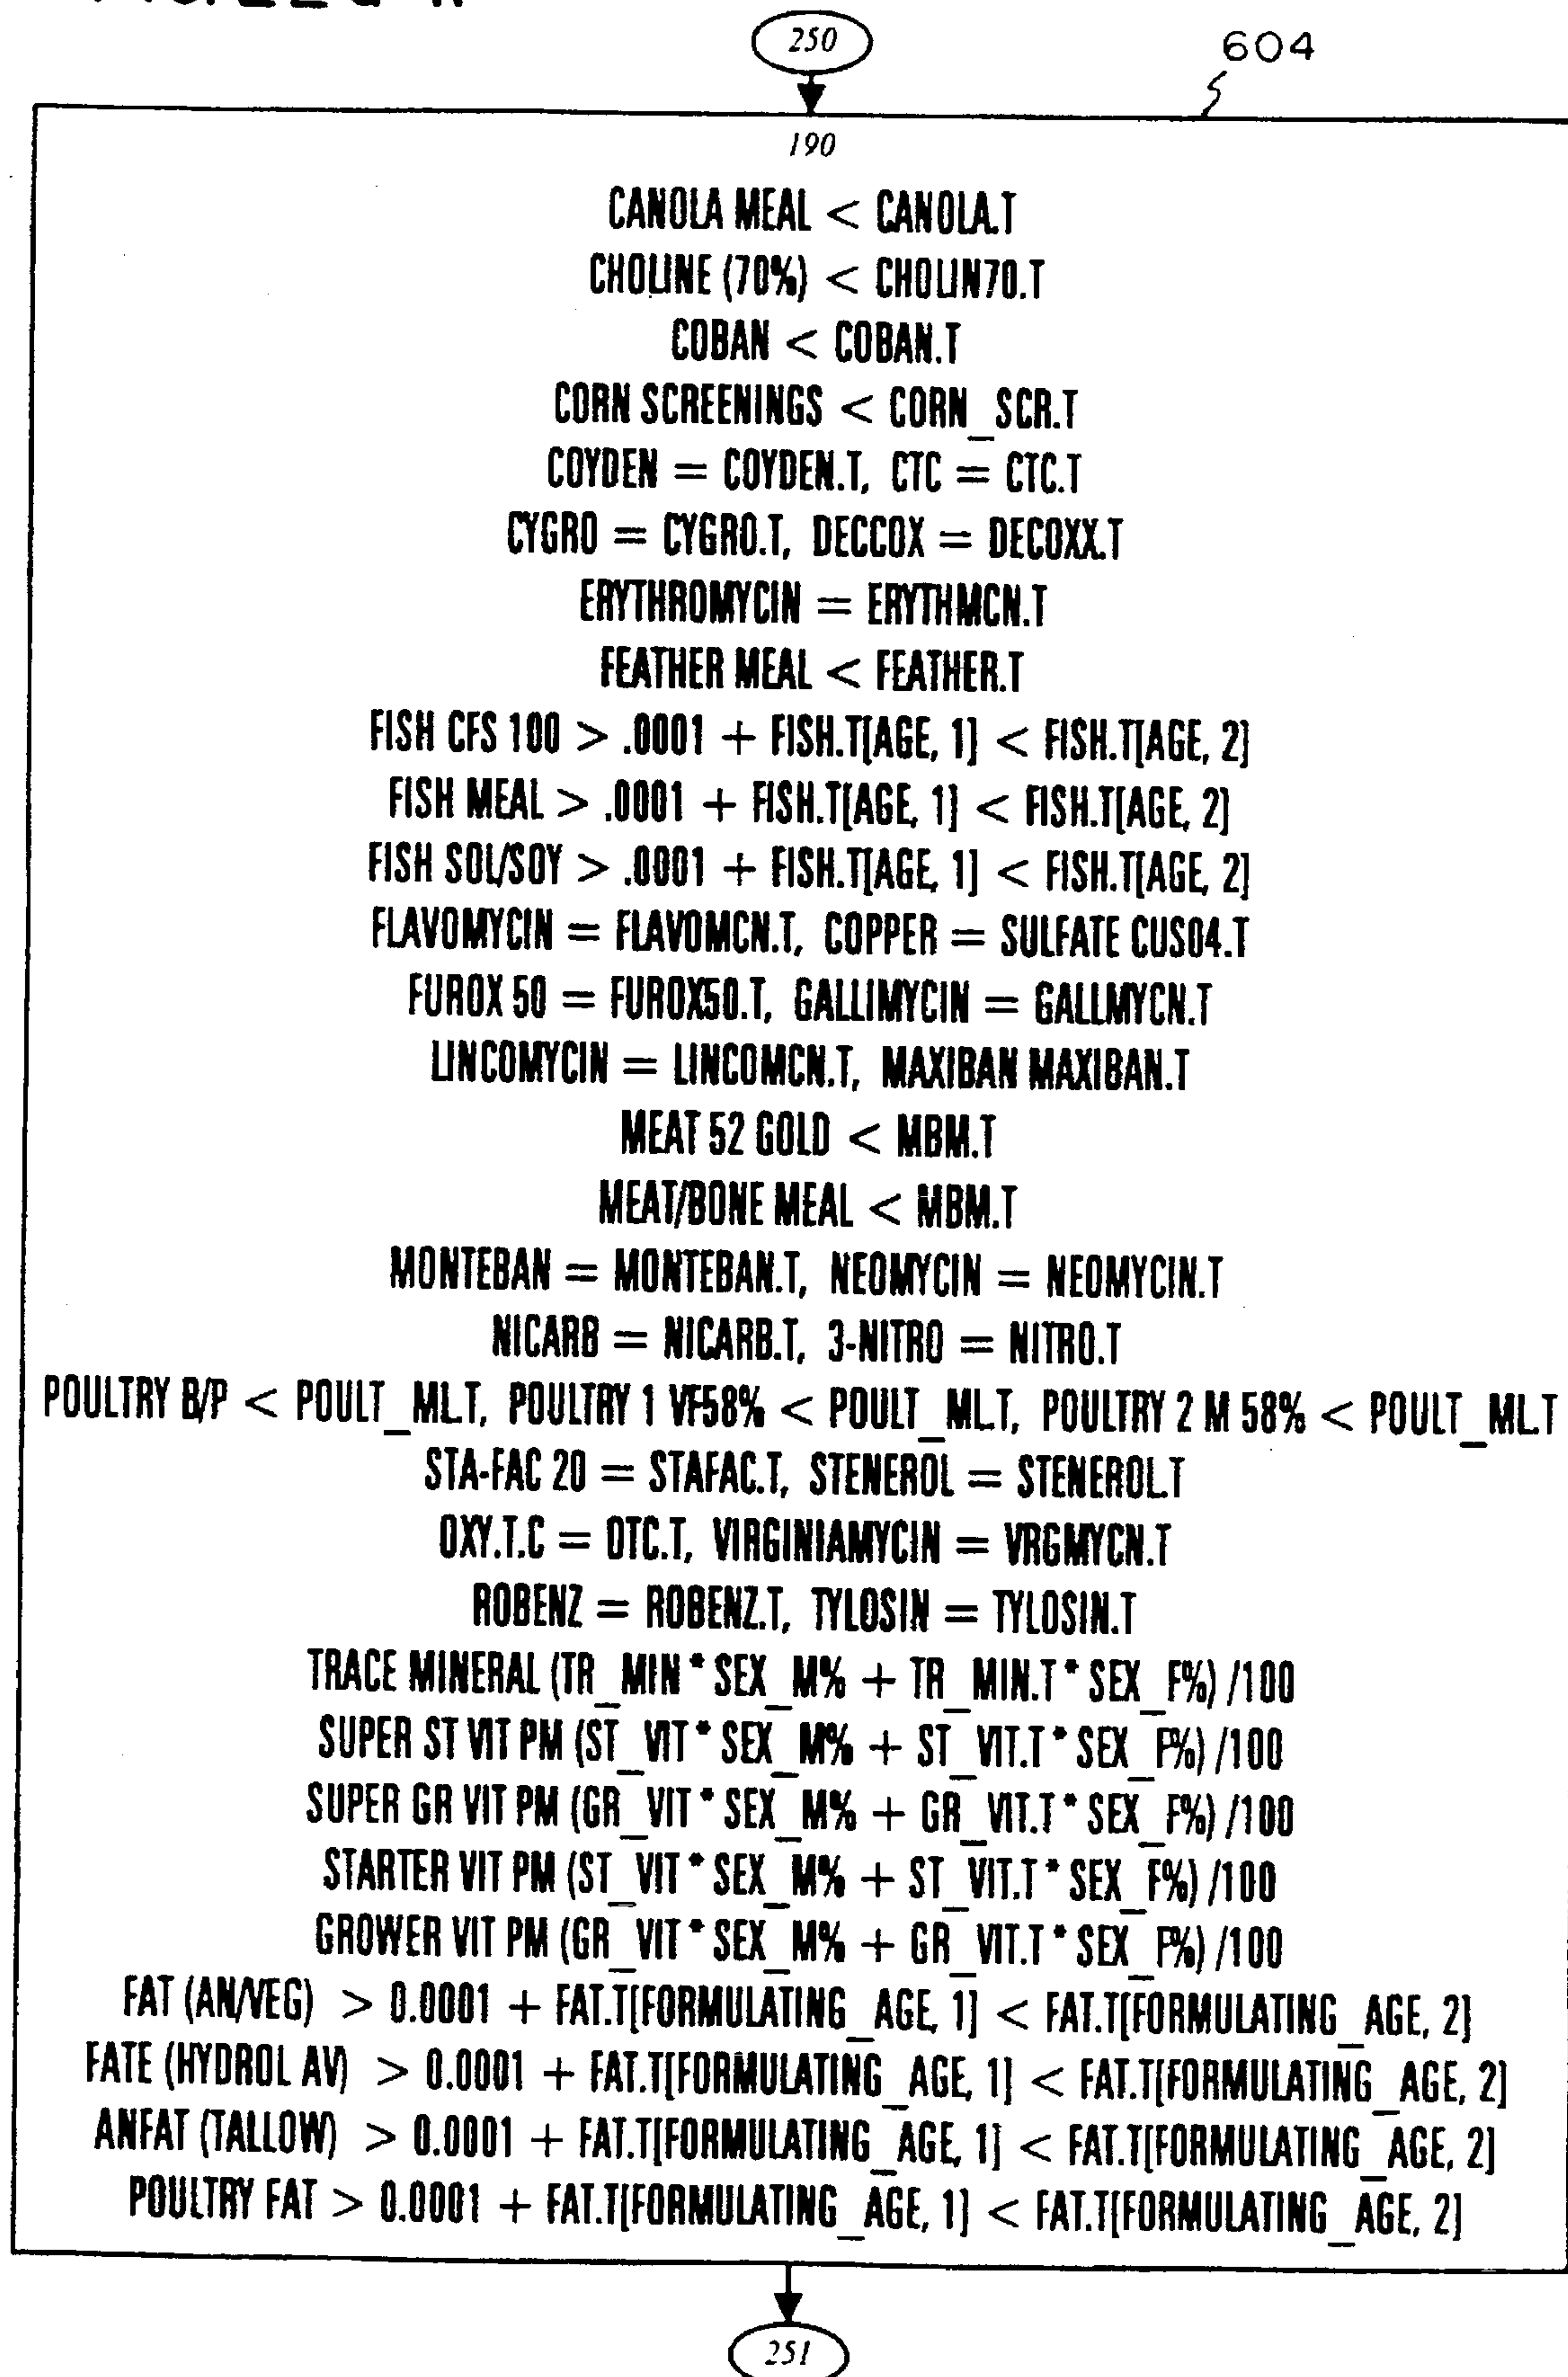 250
604
190
CANOLA MEAL < CANOLA.T
CHOLINE (70%) < CHOLIN70.T
COBAN < COBAN.T
CORN SCREENINGS < CORN_SCR.T
COYDEN = COYDEN.T, CTC = CTC.T
CYGRO = CYGRO.T, DECCOX = DECOXX.T
ERYTHROMYCIN = ERYTHMCN.T
FEATHER MEAL < FEATHER.T
FISH CFS 100 > .0001 + FISH.T[AGE, 1] < FISH.T[AGE, 2]
FISH MEAL > .0001 + FISH.T[AGE, 1] < FISH.T[AGE, 2]
FISH SOL/SOY > .0001 + FISH.T[AGE, 1] < FISH.T[AGE, 2]
FLAVOMYCIN = FLAVOMCN.T, COPPER = SULFATE CUSO4.T
FUROX 50 = FUROX50.T, GALLIMYCIN = GALLMYCN.T
LINCOMYCIN = LINCOMCN.T, MAXIBAN MAXIBAN.T
MEAT 52 GOLD < MBM.T
MEAT/BONE MEAL < MBM.T
MONTEBAN = MONTEBAN.T, NEOMYCIN = NEOMYCIN.T
NICARB = NICARB.T, 3-NITRO = NITRO.T
POULTRY B/P < POULT_ML.T, POULTRY 1 VF58% < POULT_ML.T, POULTRY 2 M 58% < POULT_ML.T
STA-FAC 20 = STAFAC.T, STENEROL = STENEROL.T
OXY.T.C = OTC.T, VIRGINIAMYCIN = VRGMYCN.T
ROBENZ = ROBENZ.T, TYLOSIN = TYLOSIN.T
TRACE MINERAL (TR_MIN * SEX_M% + TR_MIN.T * SEX_F%) /100
SUPER ST VIT PM (ST_VIT * SEX_M% + ST_VIT.T * SEX_F%) /100
SUPER GR VIT PM (GR_VIT * SEX_M% + GR_VIT.T * SEX_F%) /100
STARTER VIT PM (ST_VIT * SEX_M% + ST_VIT.T * SEX_F%) /100
GROWER VIT PM (GR_VIT * SEX_M% + GR_VIT.T * SEX_F%) /100
FAT (AN/VEG) > 0.0001 + FAT.T[FORMULATING_AGE, 1] < FAT.T[FORMULATING_AGE, 2]
FATE (HYDROL AV) > 0.0001 + FAT.T[FORMULATING_AGE, 1] < FAT.T[FORMULATING_AGE, 2]
ANFAT (TALLOW) > 0.0001 + FAT.T[FORMULATING_AGE, 1] < FAT.T[FORMULATING_AGE, 2]
POULTRY FAT > 0.0001 + FAT.T[FORMULATING_AGE, 1] < FAT.T[FORMULATING_AGE, 2]
251